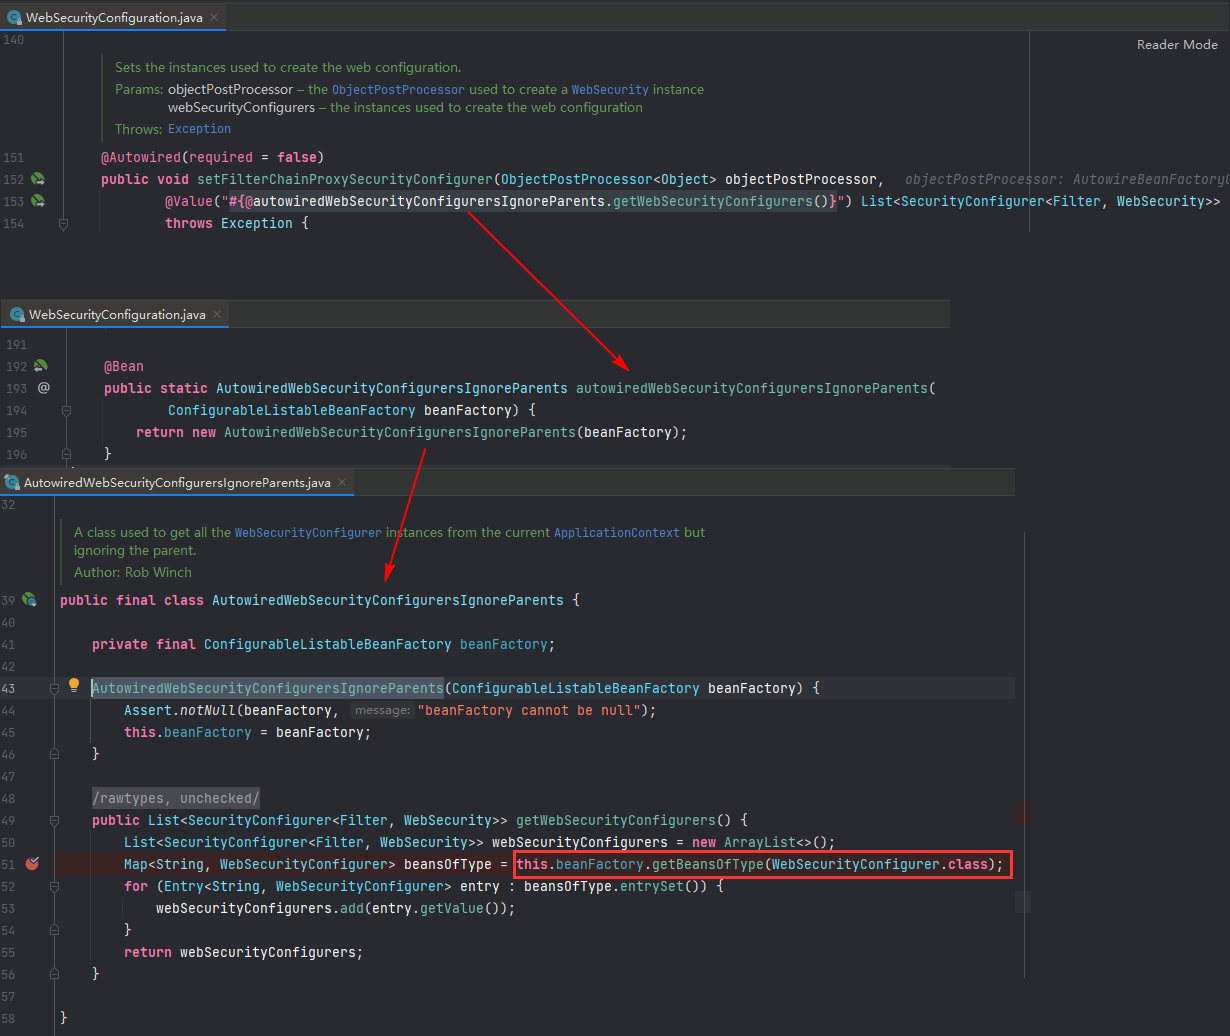 WebSecurityConfiguration.java
Reader Mode
140
Sets the instances used to create the web configuration.
Params: objectPostProcessor – the ObjectPostProcessor used to create a WebSecurity instance
webSecurityConfigurers – the instances used to create the web configuration
Throws: Exception
151 @Autowired(required = false)
152 public void setFilterChainProxySecurityConfigurer(ObjectPostProcessor<Object> objectPostProcessor, objectPostProcessor: AutowireBeanFactory
153 @Value("#{@autowiredWebSecurityConfigurersIgnoreParents.getWebSecurityConfigurers()}") List<SecurityConfigurer<Filter, WebSecurity>>
154 throws Exception {
WebSecurityConfiguration.java
191
192 @Bean
193 @ public static AutowiredWebSecurityConfigurersIgnoreParents autowiredWebSecurityConfigurersIgnoreParents(
194 ConfigurableListableBeanFactory beanFactory) {
195 return new AutowiredWebSecurityConfigurersIgnoreParents(beanFactory);
196 }
AutowiredWebSecurityConfigurersIgnoreParents.java
32
A class used to get all the WebSecurityConfigurer instances from the current ApplicationContext but
ignoring the parent.
Author: Rob Winch
39 public final class AutowiredWebSecurityConfigurersIgnoreParents {
40
41 private final ConfigurableListableBeanFactory beanFactory;
42
43 AutowiredWebSecurityConfigurersIgnoreParents(ConfigurableListableBeanFactory beanFactory) {
44 Assert.notNull(beanFactory, message: "beanFactory cannot be null");
45 this.beanFactory = beanFactory;
46 }
47
48 /rawtypes, unchecked/
49 public List<SecurityConfigurer<Filter, WebSecurity>> getWebSecurityConfigurers() {
50 List<SecurityConfigurer<Filter, WebSecurity>> webSecurityConfigurers = new ArrayList<>();
51 Map<String, WebSecurityConfigurer> beansOfType = this.beanFactory.getBeansOfType(WebSecurityConfigurer.class);
52 for (Entry<String, WebSecurityConfigurer> entry : beansOfType.entrySet()) {
53 webSecurityConfigurers.add(entry.getValue());
54 }
55 return webSecurityConfigurers;
56 }
57
58 }